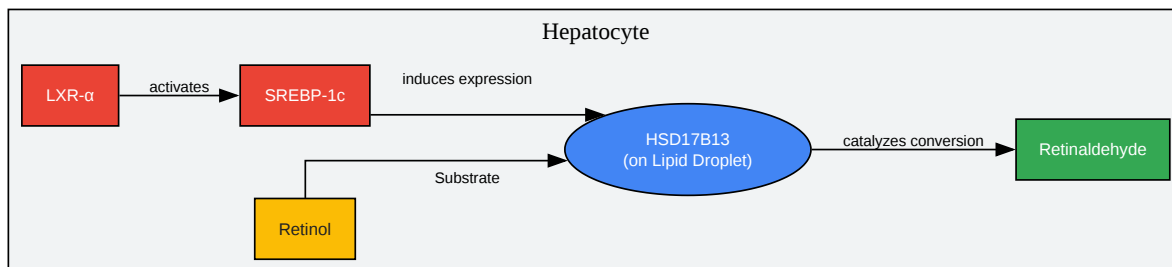 Hepatocyte
LXR-α
activates
SREBP-1c
induces expression
HSD17B13
(on Lipid Droplet)
catalyzes conversion
Retinaldehyde
Substrate
Retinol